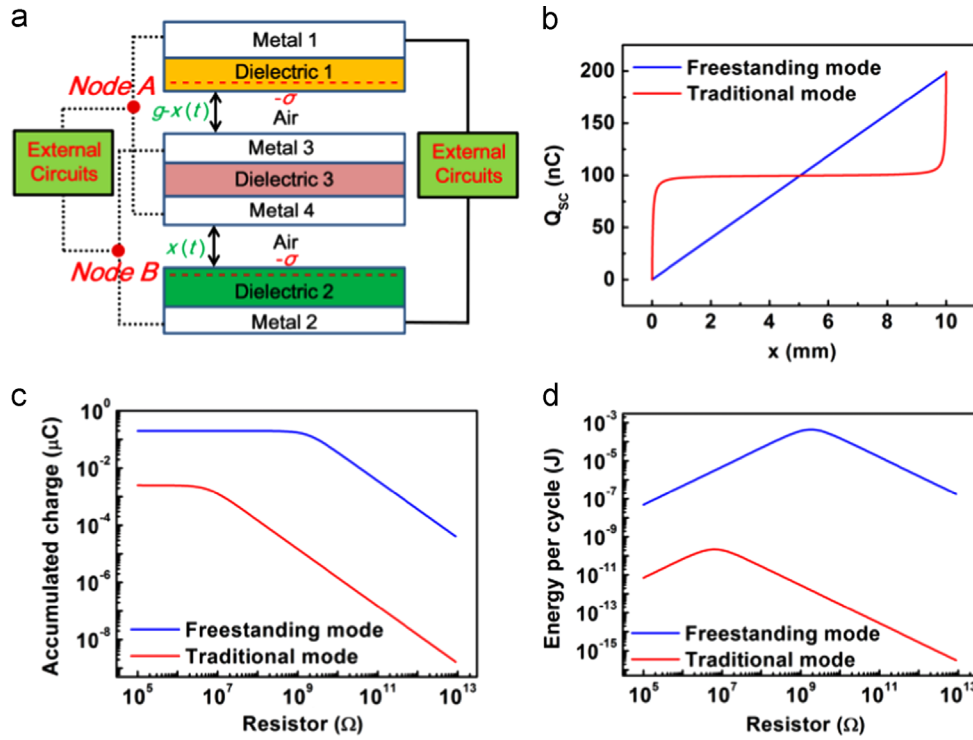 a
Metal 1
Dielectric 1
Node A
-σ
g-x(t)
Air
External Circuits
Metal 3
Dielectric 3
Metal 4
External Circuits
x(t)
Air
-σ
Node B
Dielectric 2
Metal 2
b
Freestanding mode
Traditional mode
Q_SC (nC)
200
150
100
50
0
0 2 4 6 8 10
x (mm)
c
Accumulated charge (μC)
10^0
10^-2
10^-4
10^-6
10^-8
Freestanding mode
Traditional mode
10^5 10^7 10^9 10^11 10^13
Resistor (Ω)
d
Energy per cycle (J)
10^-3
10^-5
10^-7
10^-9
10^-11
10^-13
10^-15
Freestanding mode
Traditional mode
10^5 10^7 10^9 10^11 10^13
Resistor (Ω)